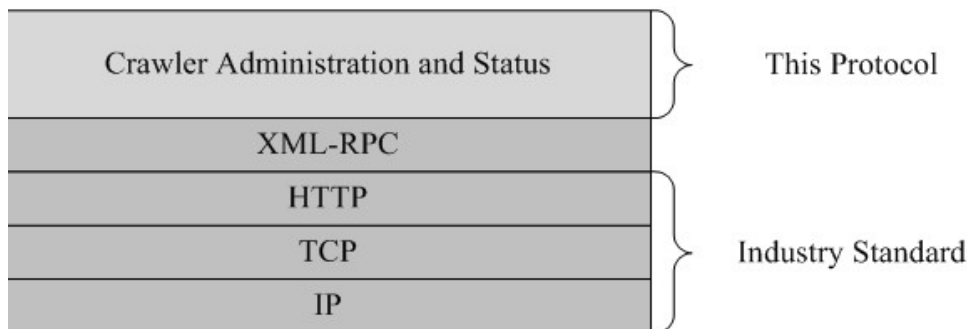 Crawler Administration and Status
This Protocol
XML-RPC
HTTP
TCP
Industry Standard
IP